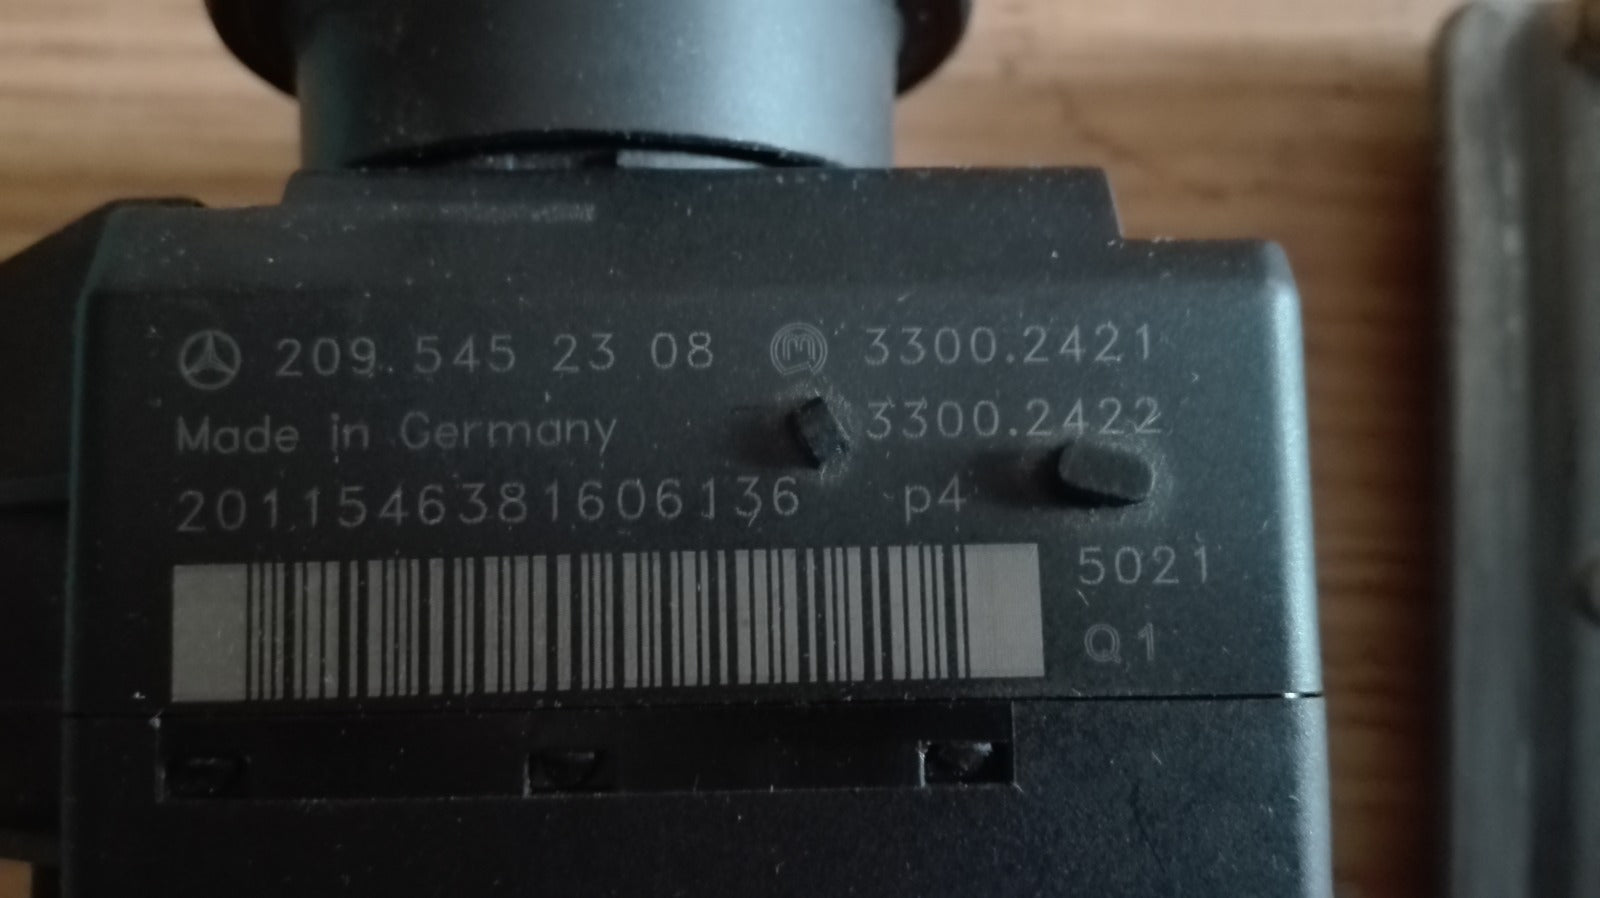 209 545 23 08 M 3300.2421
Made in Germany 3300.2422
2011546381606136 p4
5021
Q1